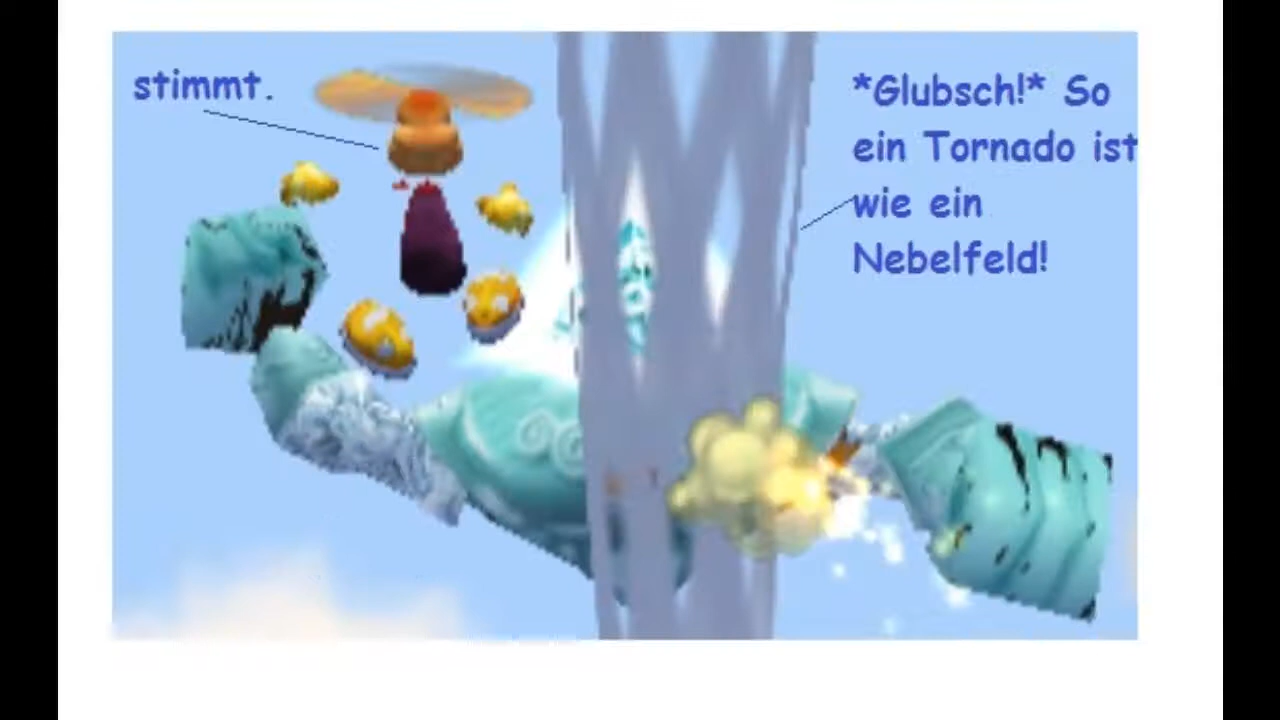 stimmt.
*Glubsch!* So
ein Tornado ist
wie ein
Nebelfeld!